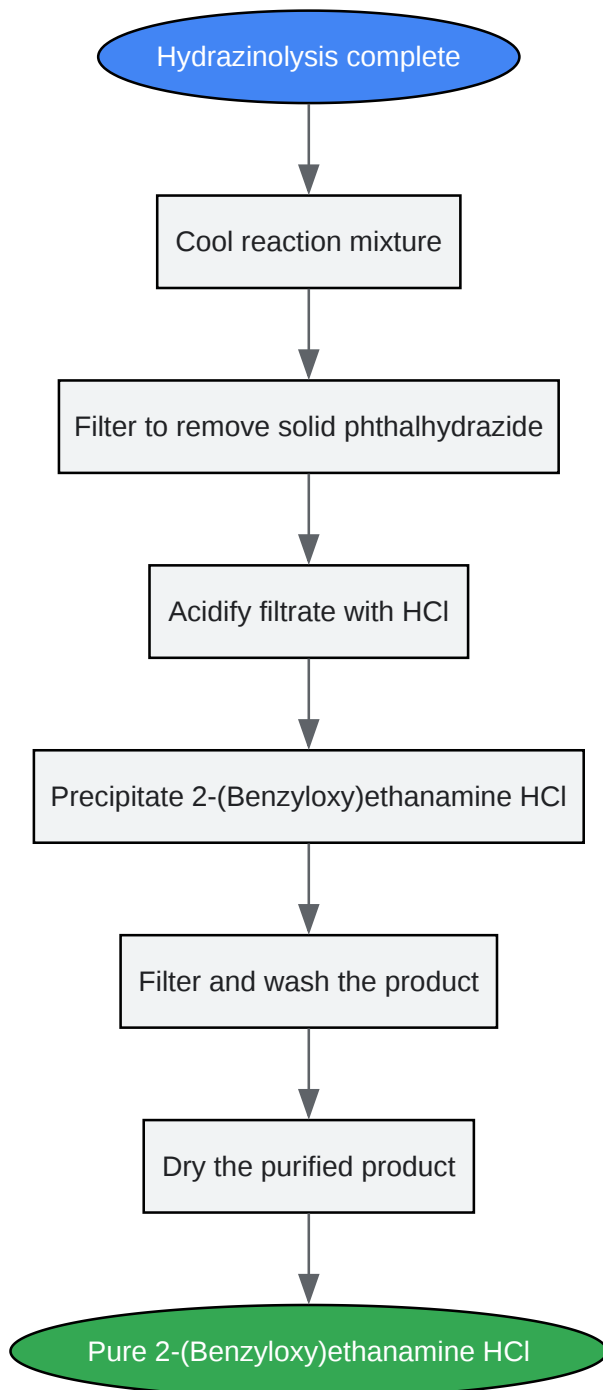 Hydrazinolysis complete
Cool reaction mixture
Filter to remove solid phthalhydrazide
Acidify filtrate with HCl
Precipitate 2-(Benzyloxy)ethanamine HCl
Filter and wash the product
Dry the purified product
Pure 2-(Benzyloxy)ethanamine HCl